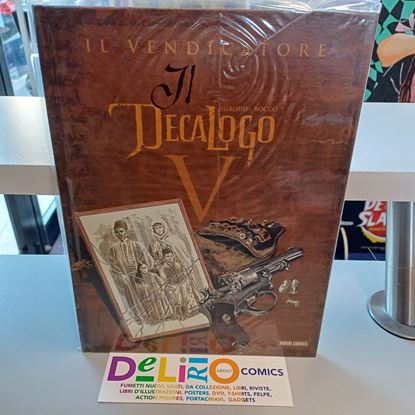 IL VENDICATORE
Il
GIROUD - ROCCO
DECALOGO
V
PANINI COMICS
DELIRIO ABOUT COMICS
FUMETTI NUOVI, USATI, DA COLLEZIONE, LIBRI, RIVISTE,
LIBRI D'ILLUSTRAZIONI, POSTERS, DVD, T-SHIRTS, FELPE,
ACTION FIGURES, PORTACHIAVI, GADGETS